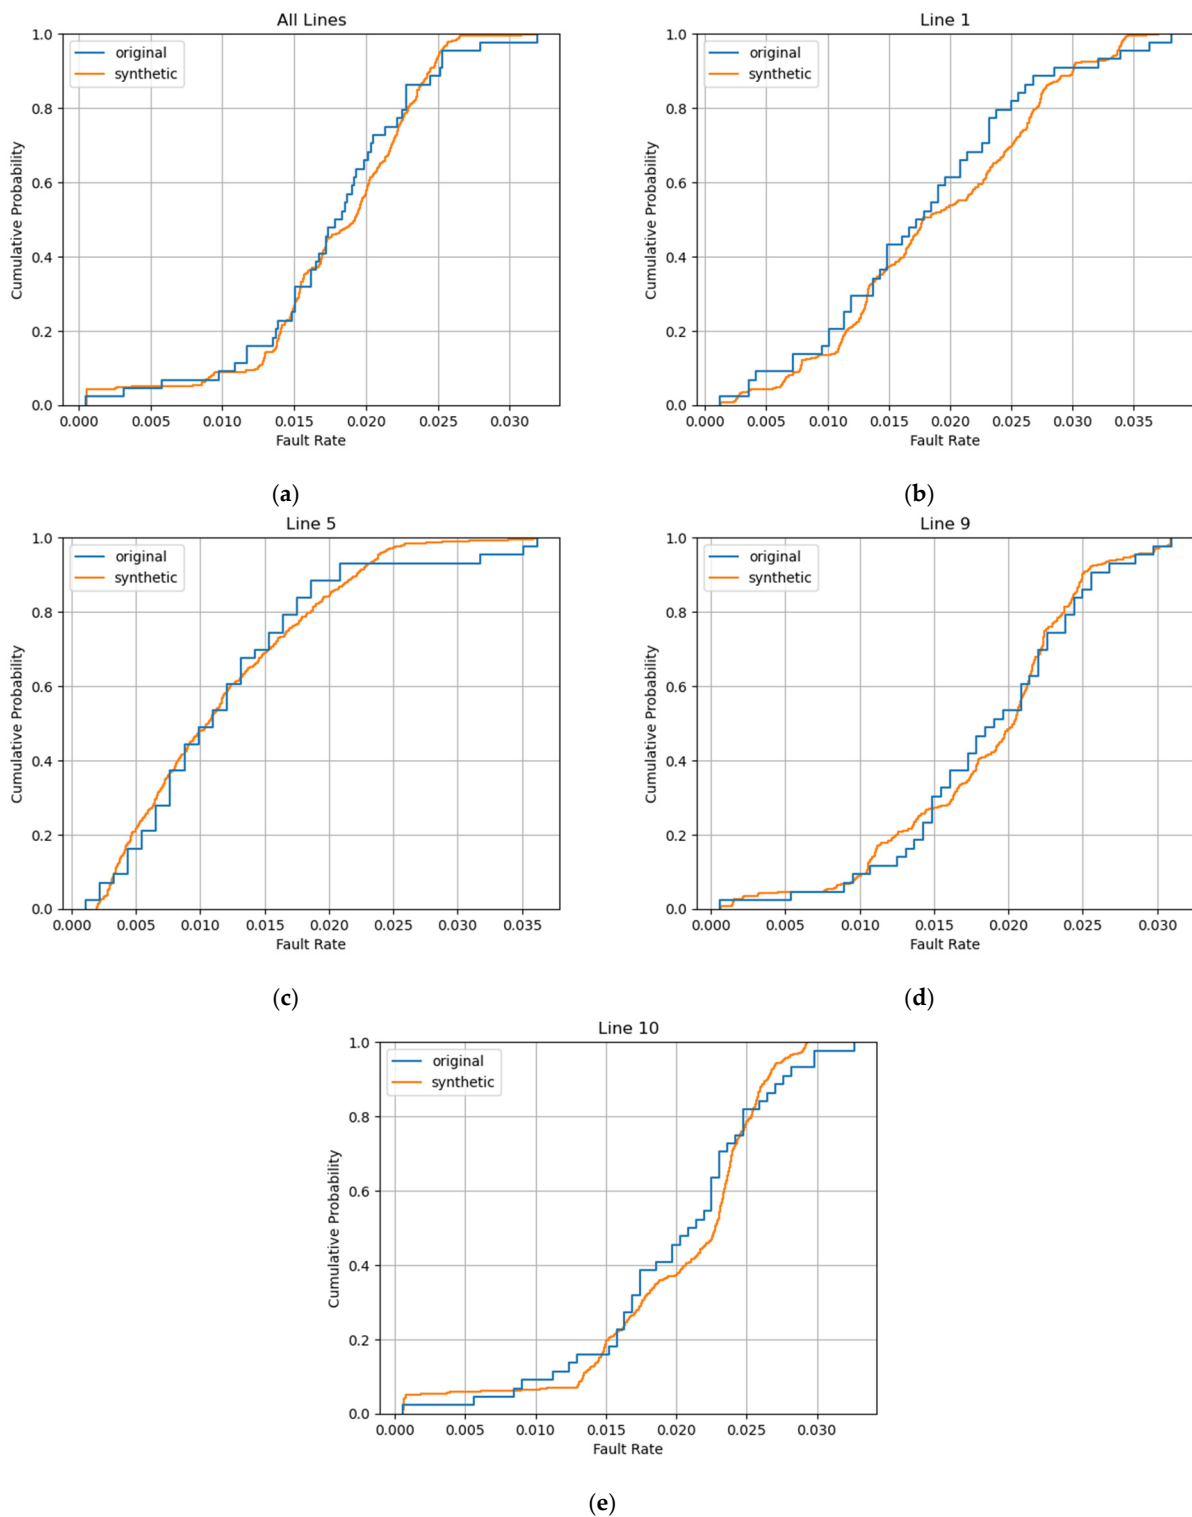 All Lines
original
synthetic
Cumulative Probability
1.0
0.8
0.6
0.4
0.2
0.0
0.000 0.005 0.010 0.015 0.020 0.025 0.030
Fault Rate
(a)
Line 1
original
synthetic
Cumulative Probability
1.0
0.8
0.6
0.4
0.2
0.0
0.000 0.005 0.010 0.015 0.020 0.025 0.030 0.035
Fault Rate
(b)
Line 5
original
synthetic
Cumulative Probability
1.0
0.8
0.6
0.4
0.2
0.0
0.000 0.005 0.010 0.015 0.020 0.025 0.030 0.035
Fault Rate
(c)
Line 9
original
synthetic
Cumulative Probability
1.0
0.8
0.6
0.4
0.2
0.0
0.000 0.005 0.010 0.015 0.020 0.025 0.030
Fault Rate
(d)
Line 10
original
synthetic
Cumulative Probability
1.0
0.8
0.6
0.4
0.2
0.0
0.000 0.005 0.010 0.015 0.020 0.025 0.030
Fault Rate
(e)